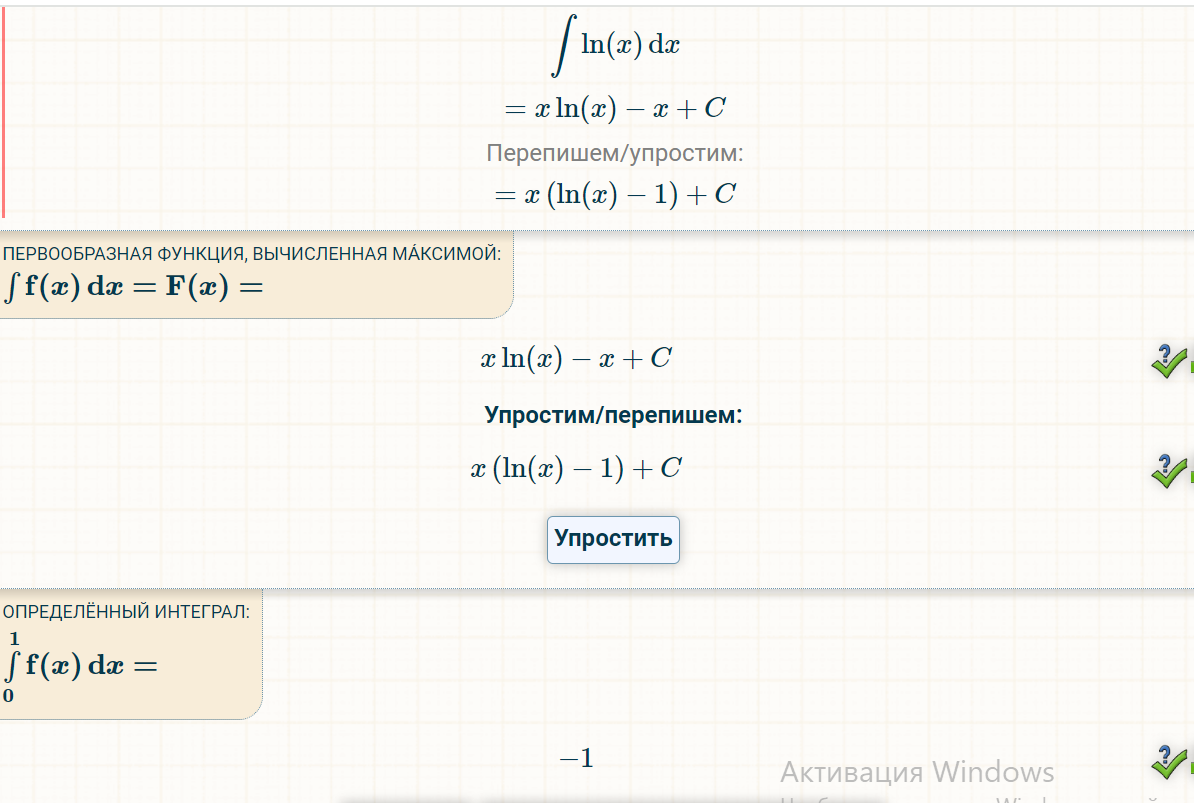 ∫ ln(x) dx
= x ln(x) − x + C
Перепишем/упростим:
= x (ln(x) − 1) + C
ПЕРВООБРАЗНАЯ ФУНКЦИЯ, ВЫЧИСЛЕННАЯ МА́КСИМОЙ:
∫ f(x) dx = F(x) =
x ln(x) − x + C
Упростим/перепишем:
x (ln(x) − 1) + C
Упростить
ОПРЕДЕЛЁННЫЙ ИНТЕГРАЛ:
1
∫ f(x) dx =
0
−1
Активация Windows